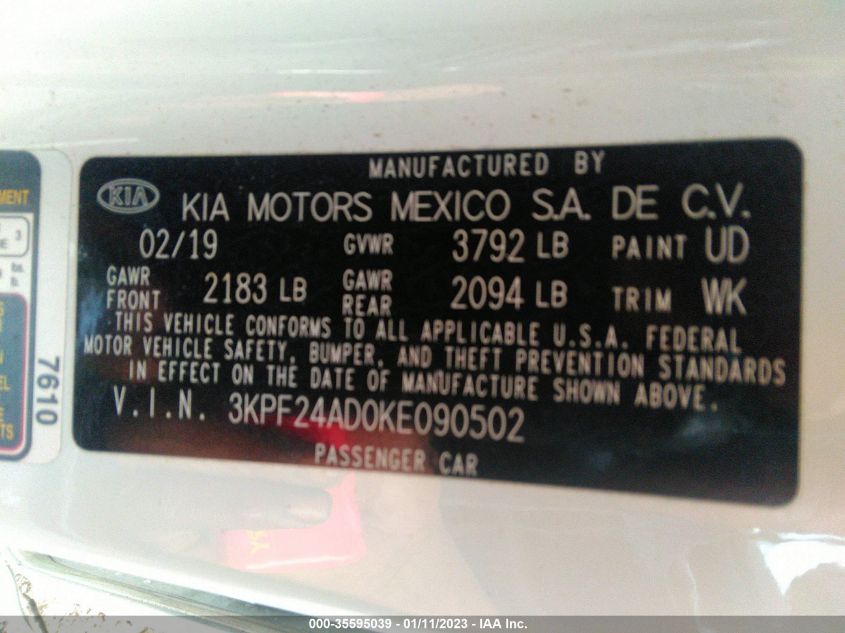 MANUFACTURED BY
KIA KIA MOTORS MEXICO S.A. DE C.V.
02/19 GVWR 3792 LB PAINT UD
GAWR FRONT 2183 LB GAWR REAR 2094 LB TRIM WK
THIS VEHICLE CONFORMS TO ALL APPLICABLE U.S.A. FEDERAL
MOTOR VEHICLE SAFETY, BUMPER, AND THEFT PREVENTION STANDARDS
IN EFFECT ON THE DATE OF MANUFACTURE SHOWN ABOVE.
V.I.N. 3KPF24AD0KE090502
PASSENGER CAR
7610
MENT
3
000-35595039 - 01/11/2023 - IAA Inc.